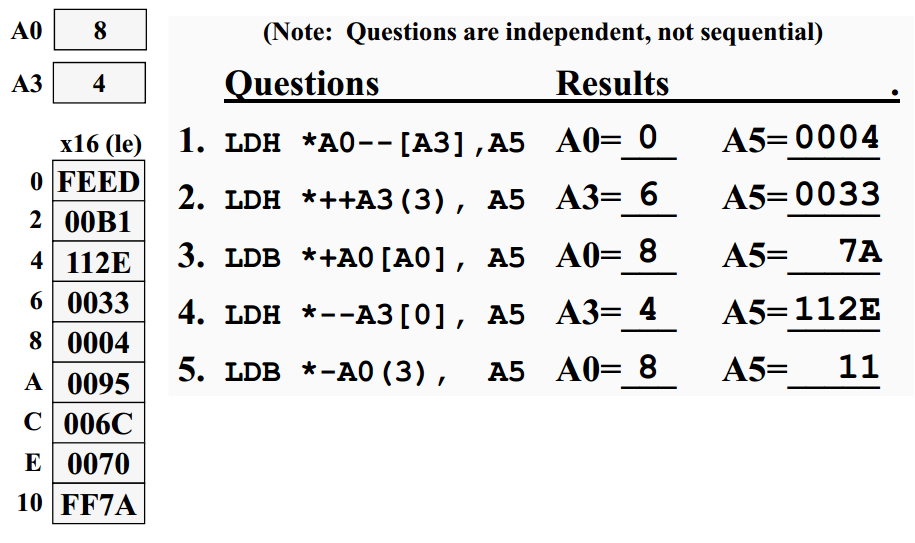 A0 8
A3 4
(Note: Questions are independent, not sequential)
Questions Results .
x16 (le)
0 FEED
2 00B1
4 112E
6 0033
8 0004
A 0095
C 006C
E 0070
10 FF7A
1. LDH *A0--[A3],A5 A0= 0 A5=0004
2. LDH *++A3(3), A5 A3= 6 A5=0033
3. LDB *+A0[A0], A5 A0= 8 A5= 7A
4. LDH *--A3[0], A5 A3= 4 A5=112E
5. LDB *-A0(3), A5 A0= 8 A5= 11